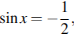 sin x = −1/2,